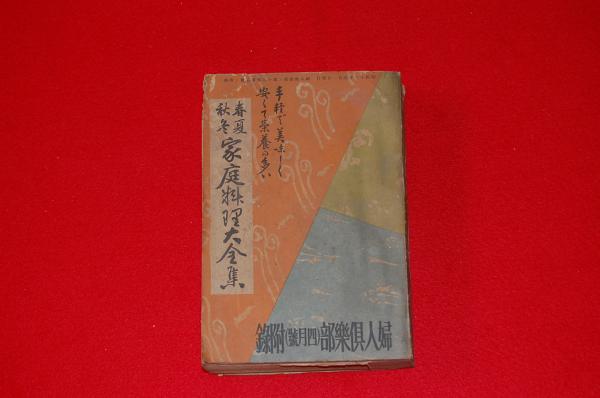 手軽で美味しく
安くて栄養の多い
春夏
秋冬
家庭料理大全集
婦人倶樂部(四月號)附錄